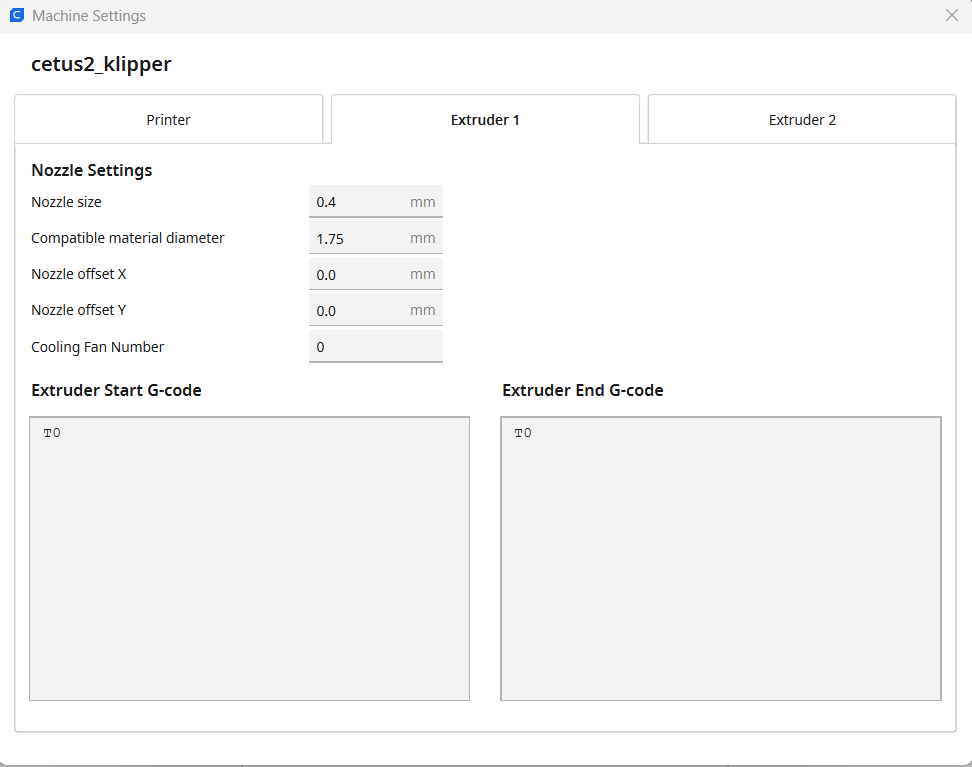 Machine Settings
cetus2_klipper
Printer
Extruder 1
Extruder 2
Nozzle Settings
Nozzle size 0.4 mm
Compatible material diameter 1.75 mm
Nozzle offset X 0.0 mm
Nozzle offset Y 0.0 mm
Cooling Fan Number 0
Extruder Start G-code
T0
Extruder End G-code
T0